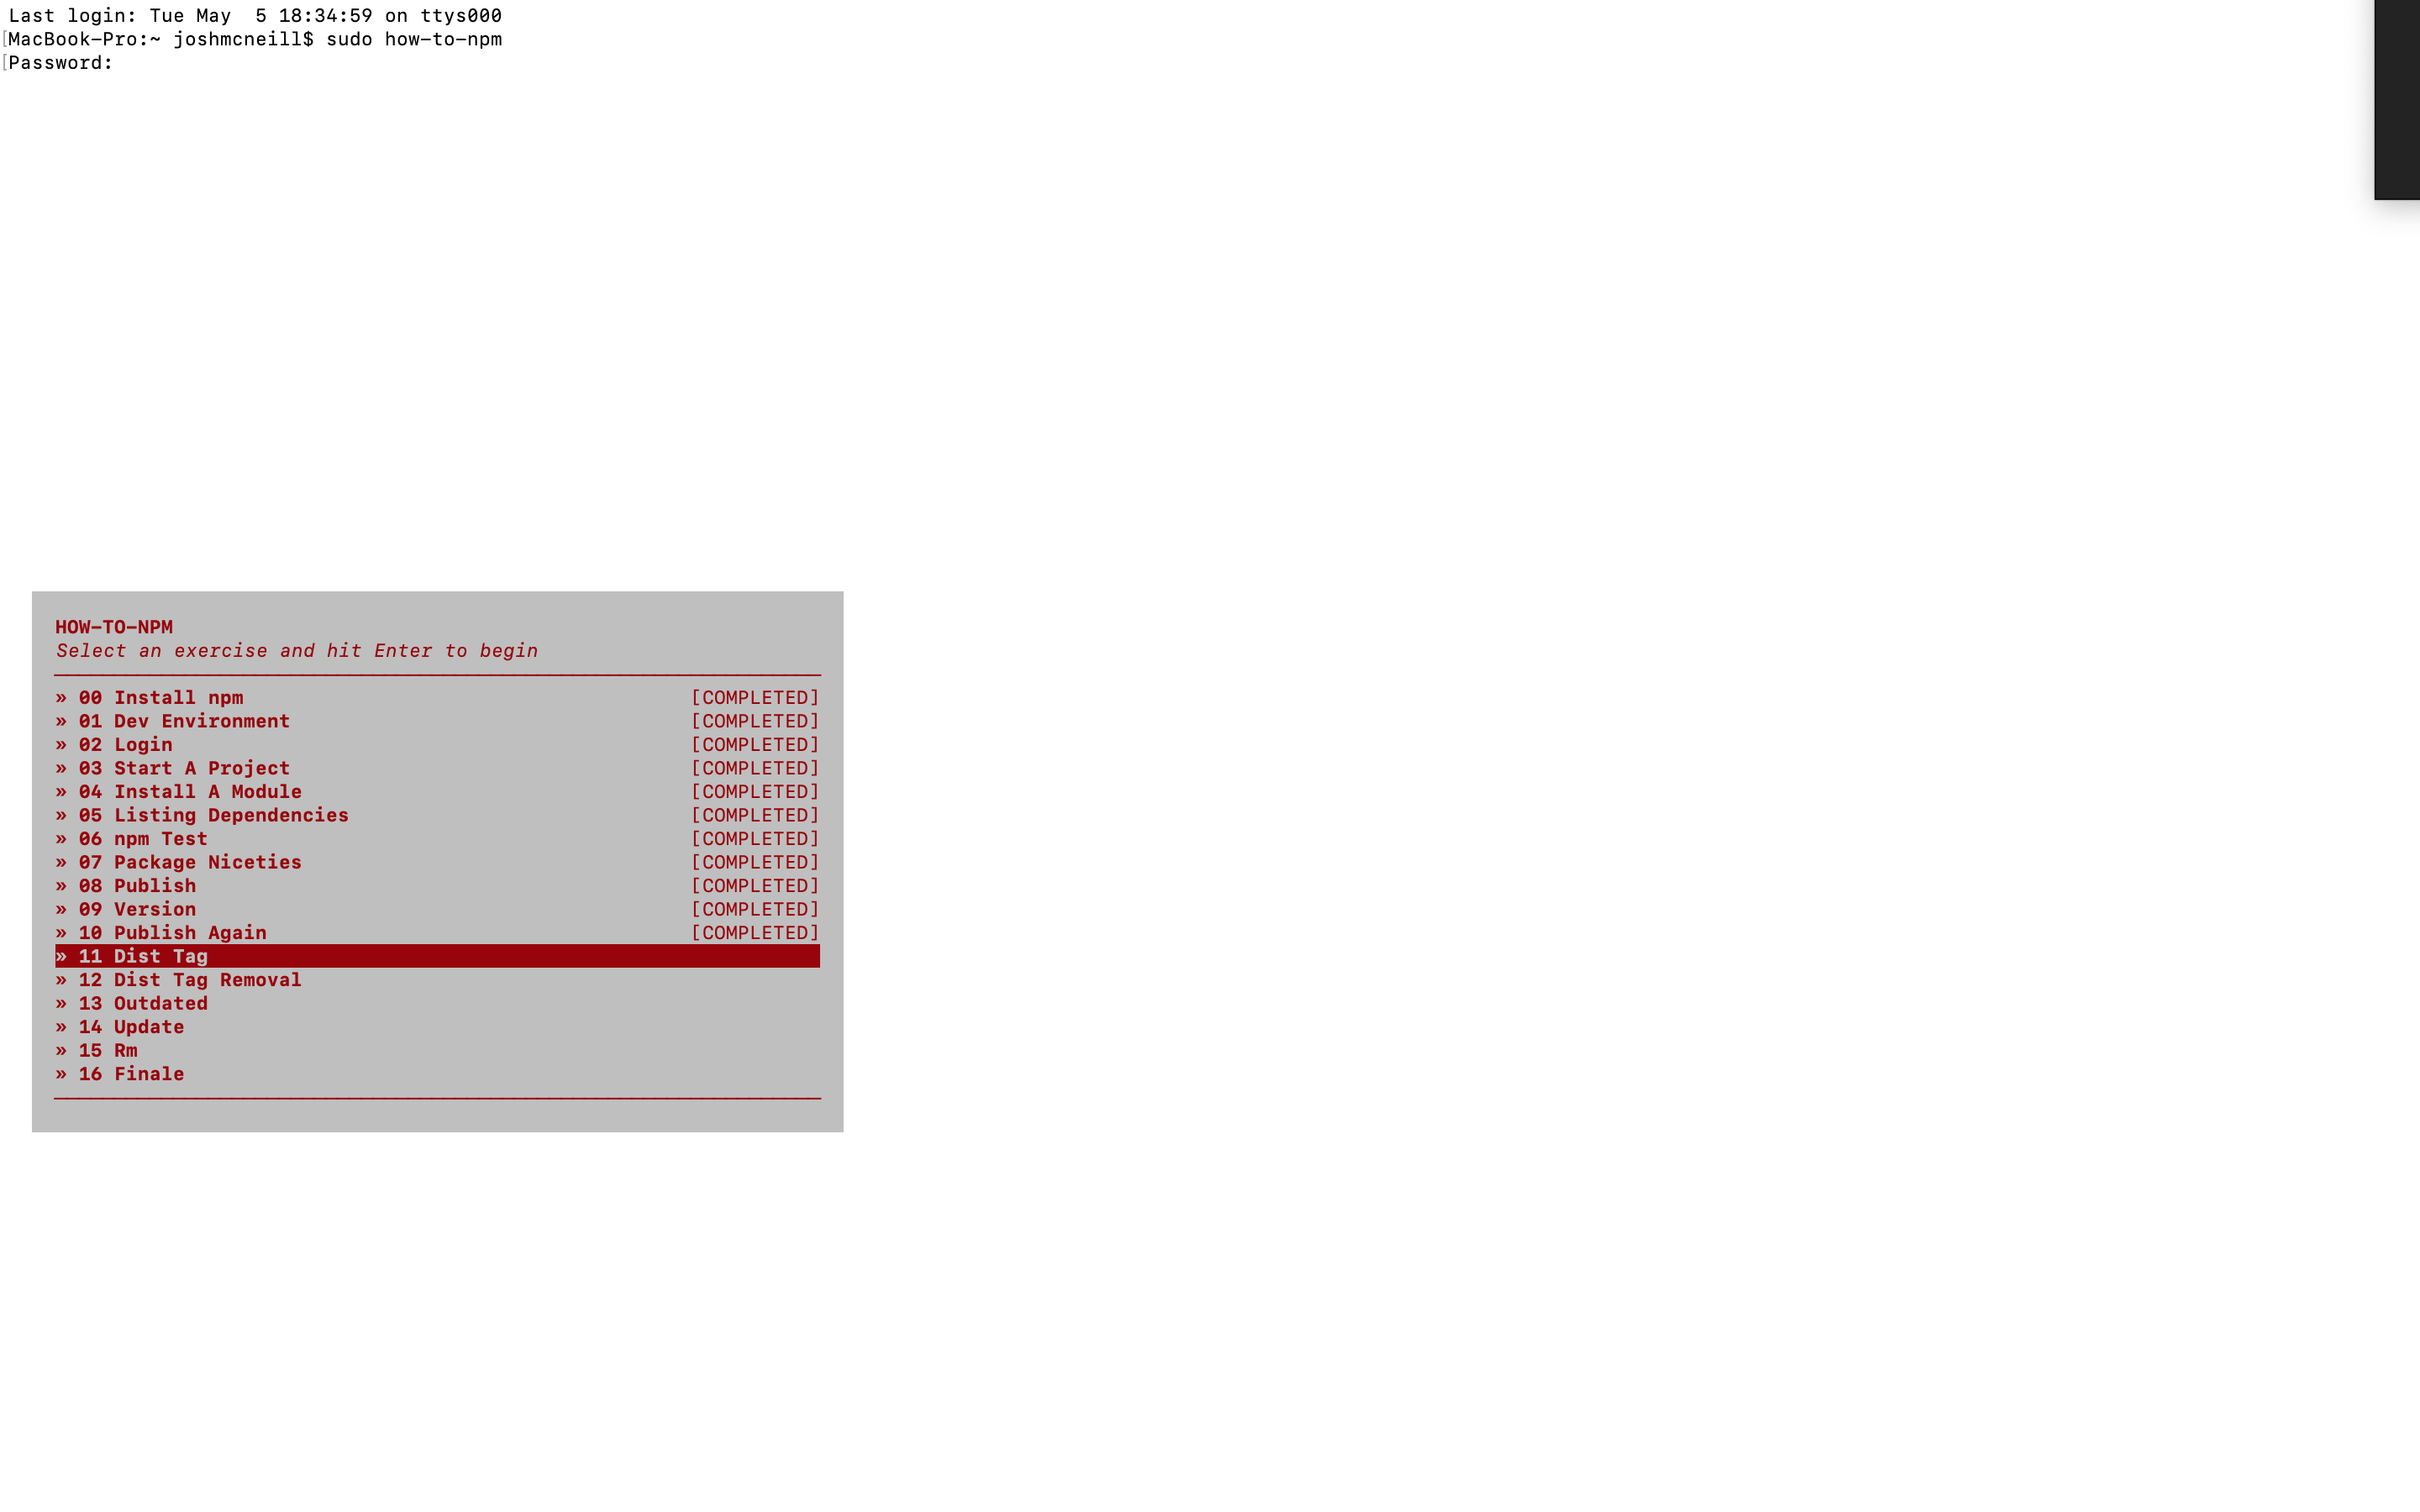 Last login: Tue May  5 18:34:59 on ttys000
[MacBook-Pro:~ joshmcneill$ sudo how-to-npm
[Password:
HOW-TO-NPM
Select an exercise and hit Enter to begin
» 00 Install npm [COMPLETED]
» 01 Dev Environment [COMPLETED]
» 02 Login [COMPLETED]
» 03 Start A Project [COMPLETED]
» 04 Install A Module [COMPLETED]
» 05 Listing Dependencies [COMPLETED]
» 06 npm Test [COMPLETED]
» 07 Package Niceties [COMPLETED]
» 08 Publish [COMPLETED]
» 09 Version [COMPLETED]
» 10 Publish Again [COMPLETED]
» 11 Dist Tag
» 12 Dist Tag Removal
» 13 Outdated
» 14 Update
» 15 Rm
» 16 Finale